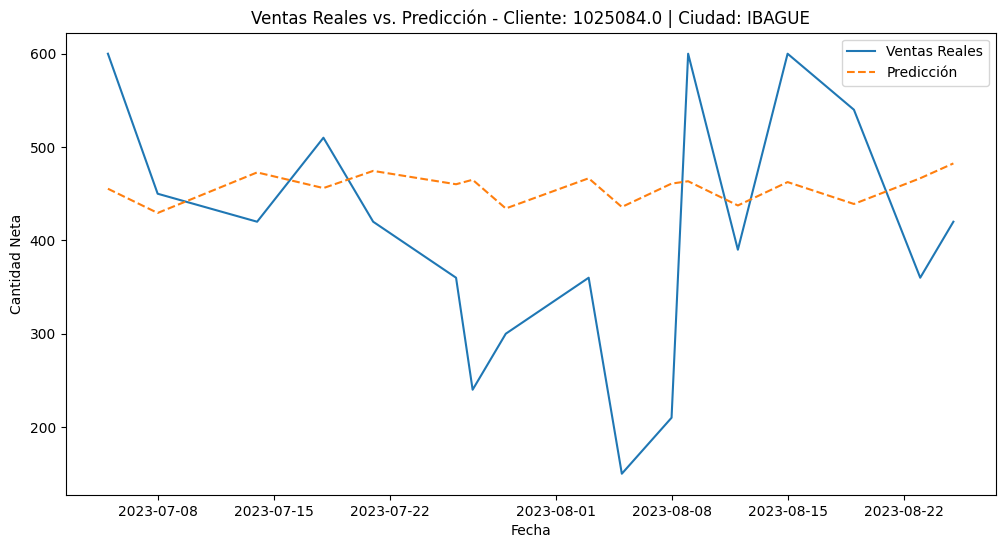 Ventas Reales vs. Predicción - Cliente: 1025084.0 | Ciudad: IBAGUE
Ventas Reales
Predicción
Cantidad Neta
600
500
400
300
200
2023-07-08
2023-07-15
2023-07-22
2023-08-01
2023-08-08
2023-08-15
2023-08-22
Fecha